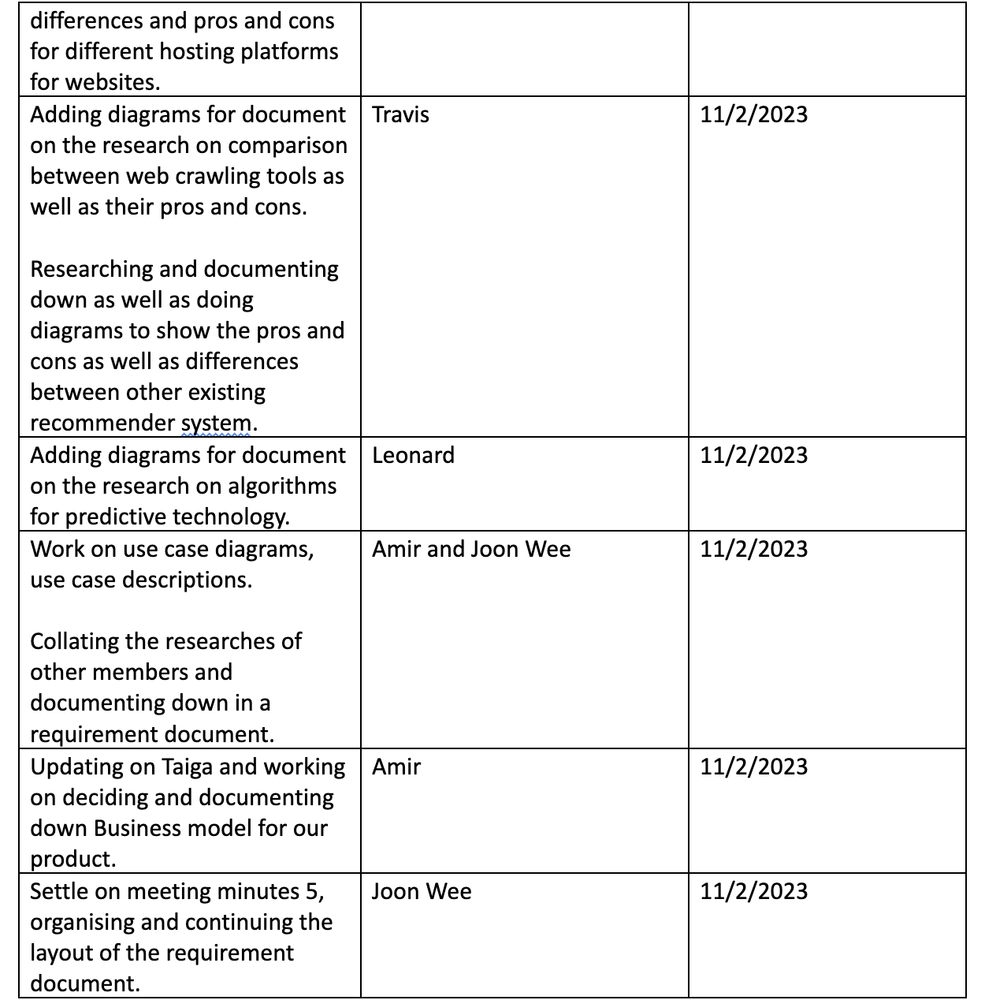 differences and pros and cons
for different hosting platforms
for websites.
Adding diagrams for document
on the research on comparison
between web crawling tools as
well as their pros and cons.
Researching and documenting
down as well as doing
diagrams to show the pros and
cons as well as differences
between other existing
recommender system.
Travis
11/2/2023
Adding diagrams for document
on the research on algorithms
for predictive technology.
Leonard
11/2/2023
Work on use case diagrams,
use case descriptions.
Collating the researches of
other members and
documenting down in a
requirement document.
Amir and Joon Wee
11/2/2023
Updating on Taiga and working
on deciding and documenting
down Business model for our
product.
Amir
11/2/2023
Settle on meeting minutes 5,
organising and continuing the
layout of the requirement
document.
Joon Wee
11/2/2023